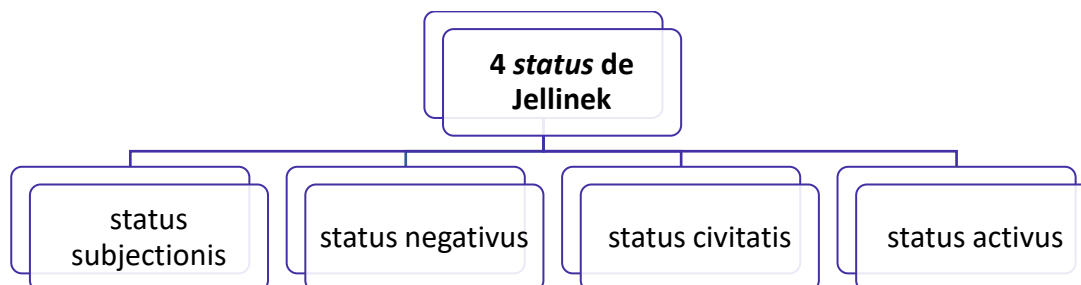 4 status de
Jellinek
status
subjectionis
status negativus
status civitatis
status activus